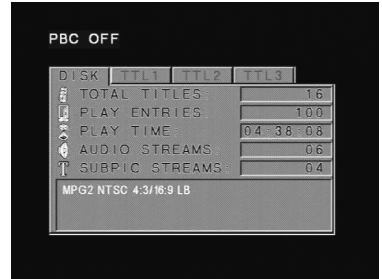 PBC OFF
DISK TTL1 TTL2 TTL3
TOTAL TITLES: 16
PLAY ENTRIES: 100
PLAY TIME: 04:38:08
AUDIO STREAMS: 06
SUBPIC STREAMS: 04
MPG2 NTSC 4:3/16:9 LB